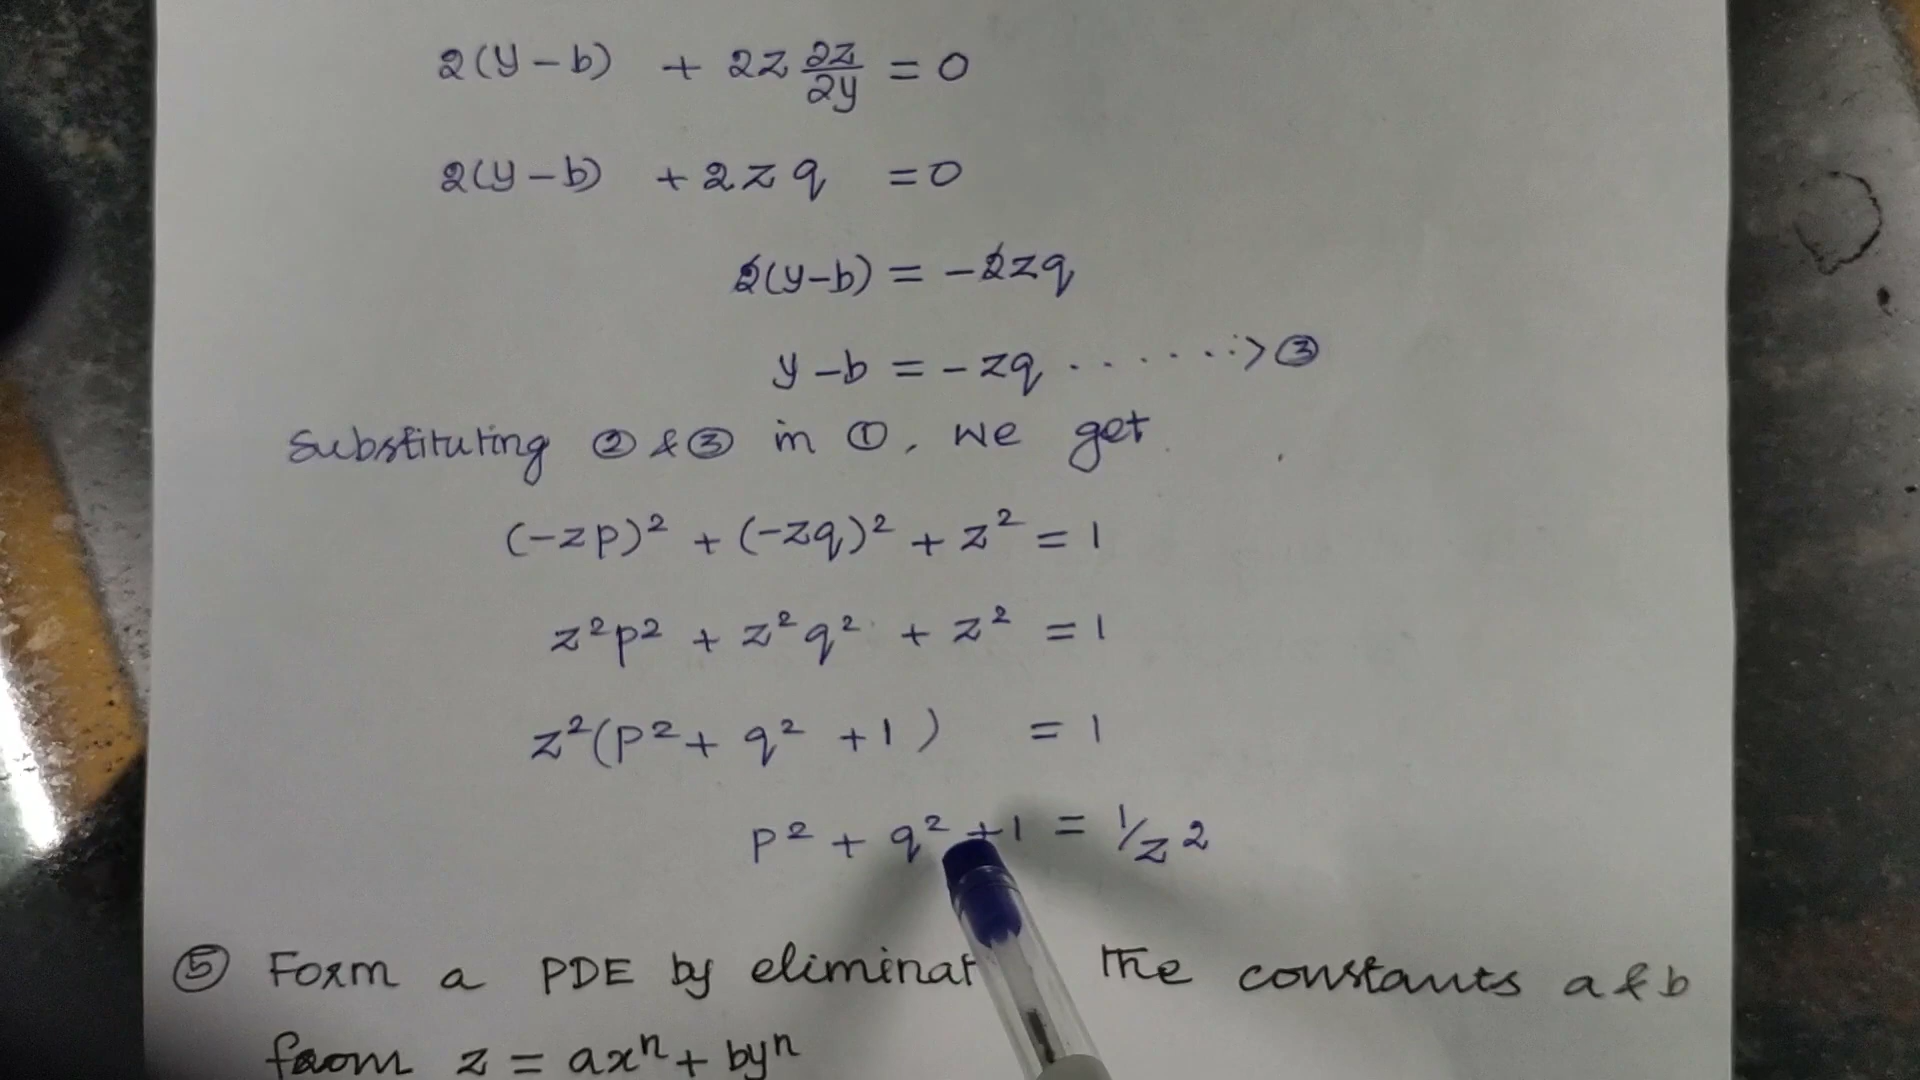 2(y-b) + 2z ∂z/∂y = 0
2(y-b) + 2zq = 0
2(y-b) = -2zq
y-b = -zq ......> ③
Substituting ② & ③ in ①, we get
(-zp)² + (-zq)² + z² = 1
z²p² + z²q² + z² = 1
z²(p² + q² + 1) = 1
p² + q² + 1 = 1/z²
⑤ Form a PDE by eliminat the constants a & b
from z = axⁿ + byⁿ